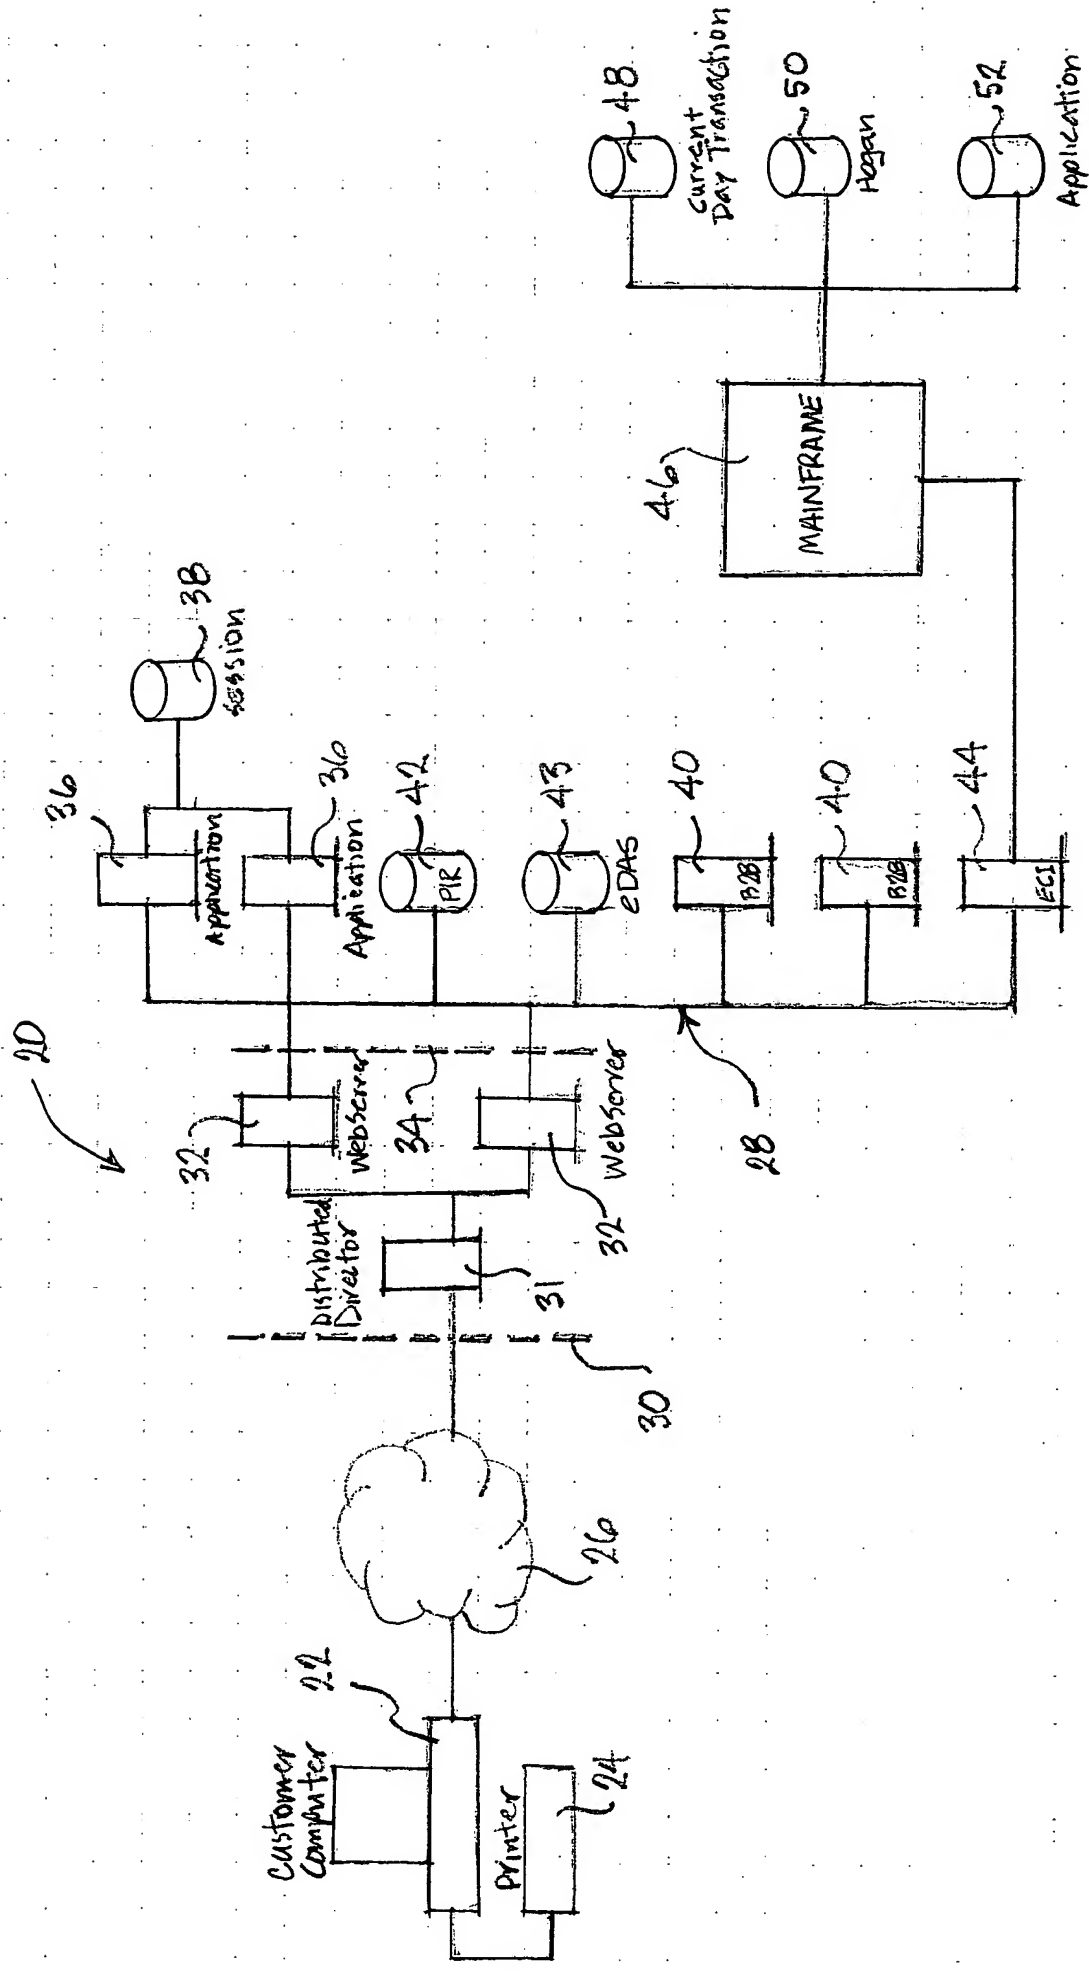 20
Customer
Computer
22
Printer
24
26
30
Distributed
Director
31
32
WebServer
32
WebServer
34
28
36
Application
36
Application
38
Session
42
PIR
43
eDAS
40
B2B
40
B2B
44
ECI
46
MAINFRAME
48
Current
Day Transaction
50
Hogan
52
Application